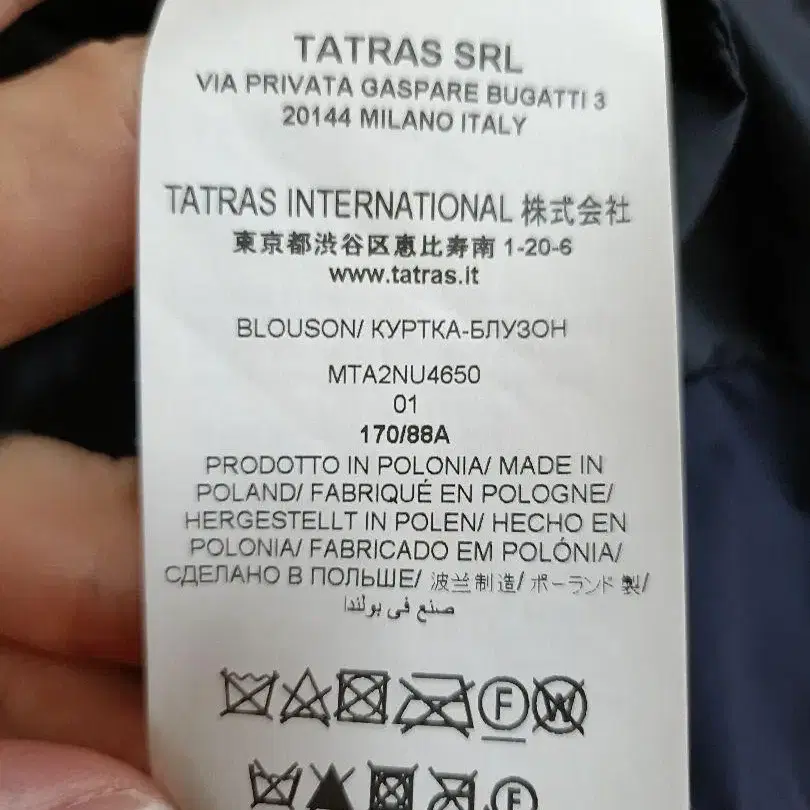 TATRAS SRL
VIA PRIVATA GASPARE BUGATTI 3
20144 MILANO ITALY
TATRAS INTERNATIONAL 株式会社
東京都渋谷区恵比寿南 1-20-6
www.tatras.it
BLOUSON/ КУРТКА-БЛУЗОН
MTA2NU4650
01
170/88A
PRODOTTO IN POLONIA/ MADE IN
POLAND/ FABRIQUÉ EN POLOGNE/
HERGESTELLT IN POLEN/ HECHO EN
POLONIA/ FABRICADO EM POLÓNIA/
СДЕЛАНО В ПОЛЬШЕ/ 波兰制造/ ポーランド 製/
صنع في بولندا
F W
F